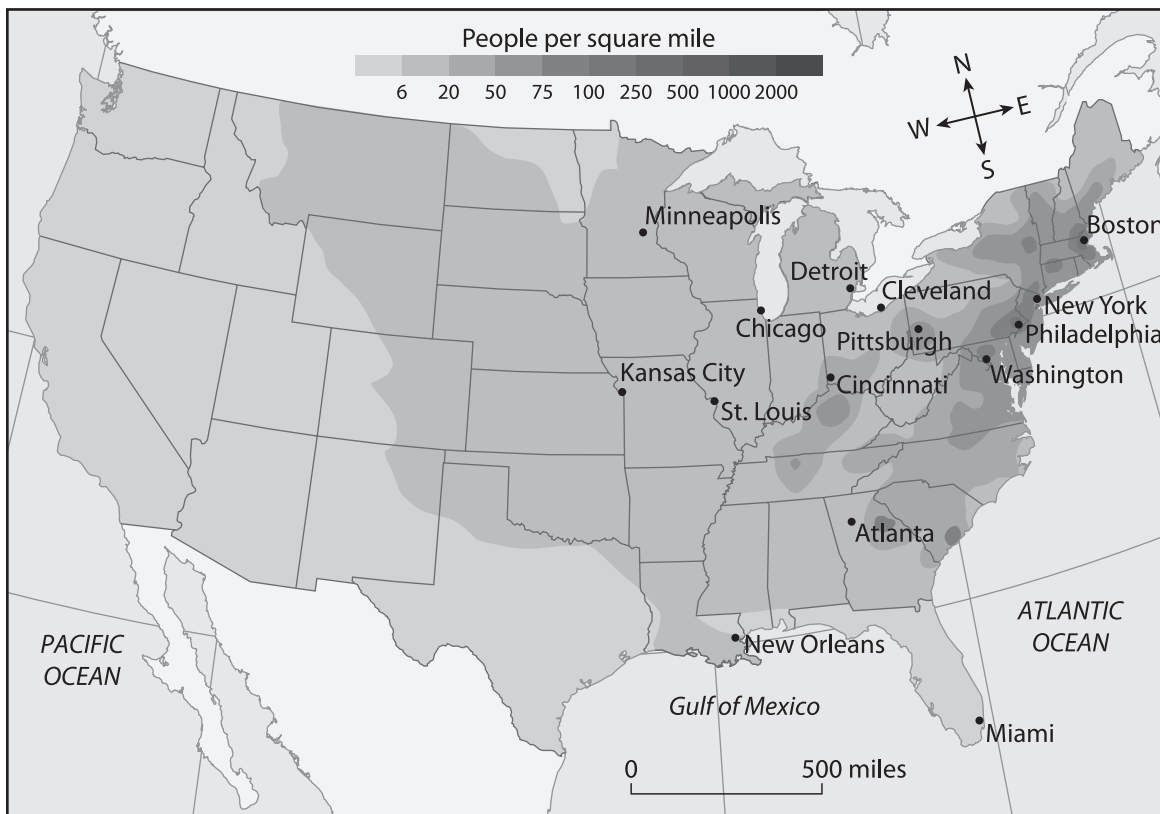 People per square mile
6 20 50 75 100 250 500 1000 2000
N
W E
S
Minneapolis
Boston
Detroit
Cleveland
New York
Chicago
Pittsburgh
Philadelphia
Kansas City
Cincinnati
Washington
St. Louis
Atlanta
PACIFIC
OCEAN
ATLANTIC
OCEAN
New Orleans
Gulf of Mexico
Miami
0 500 miles